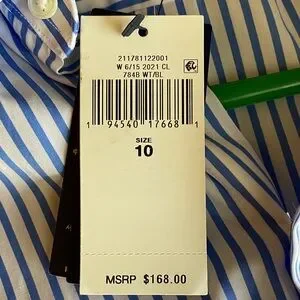 211781122001
W 6/15 2021 CL
784B WT/BL
1 94540 17668 1
SIZE
10
MSRP $168.00